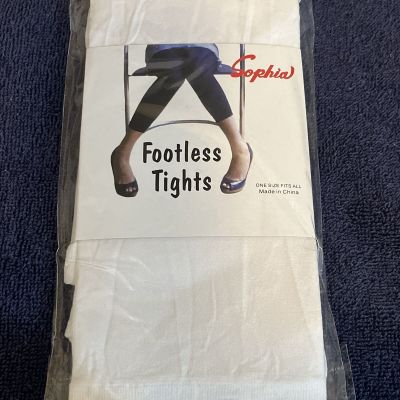 Sophia
Footless
Tights
ONE SIZE FITS ALL
Made in China